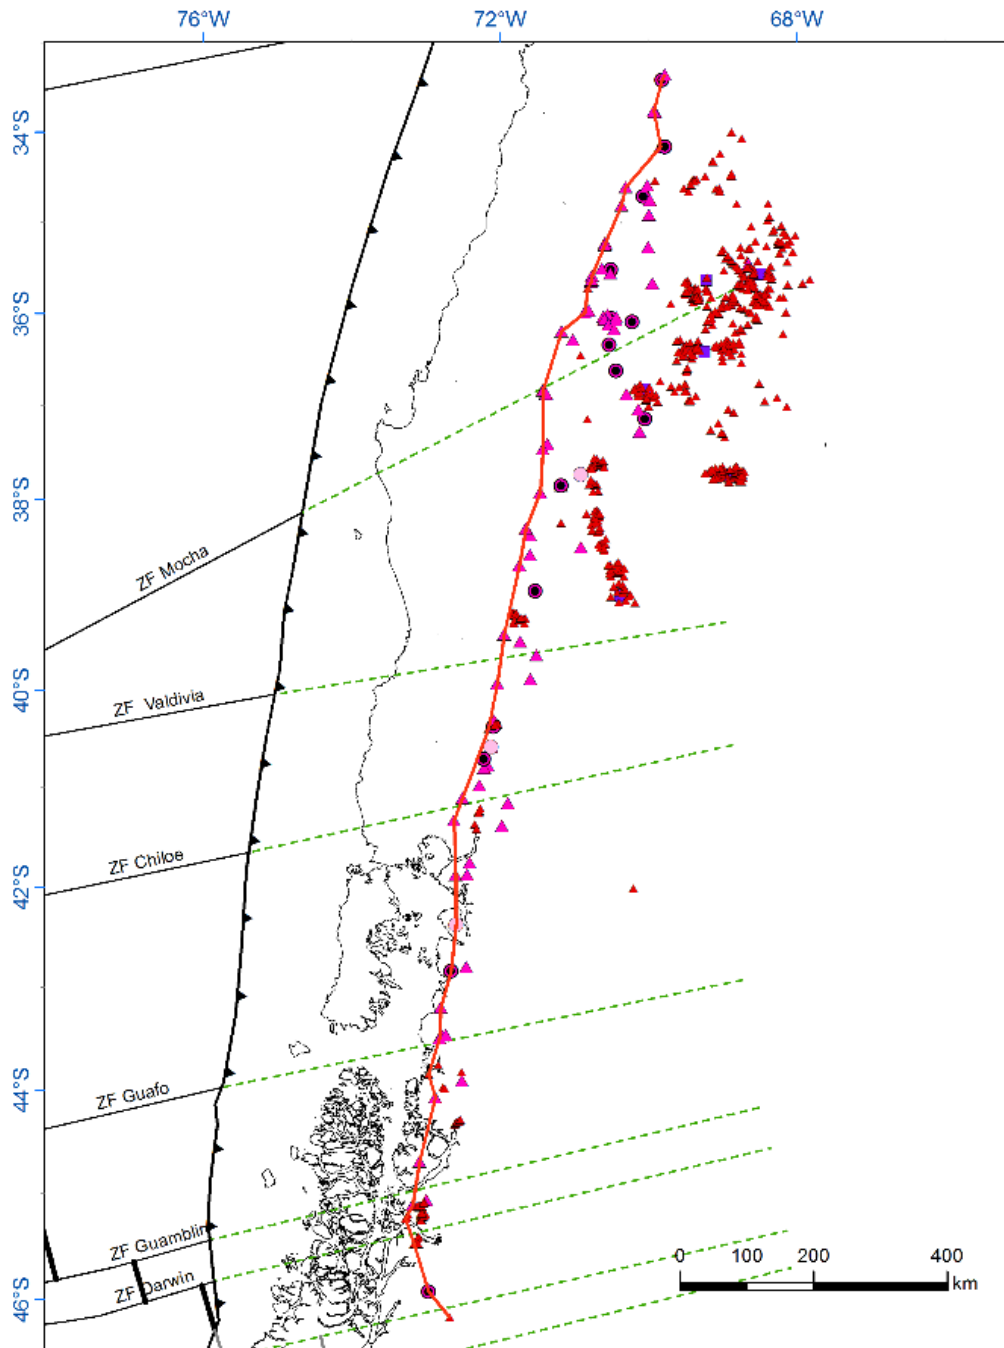 76°W 72°W 68°W
34°S
36°S
38°S
ZF Mocha
40°S
ZF Valdivia
42°S
ZF Chiloe
44°S
ZF Guafo
ZF Guamblin
ZF Darwin
46°S
0 100 200 400
km